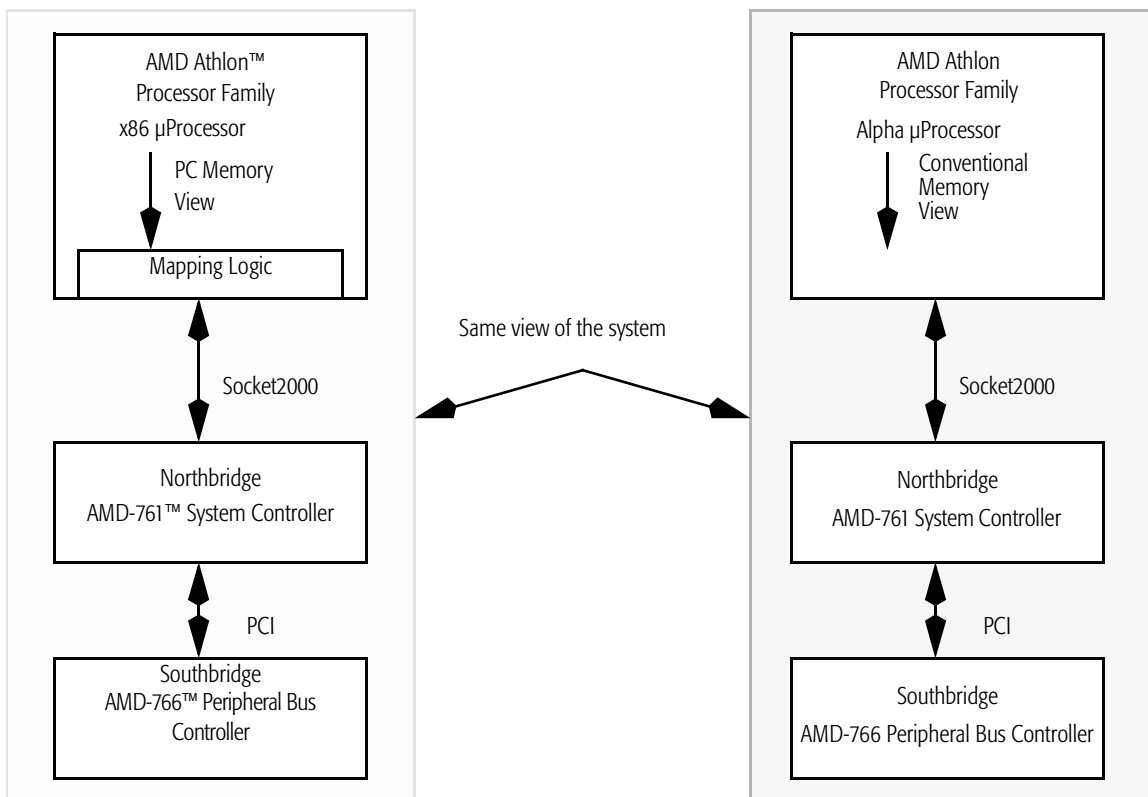 AMD Athlon™
Processor Family
x86 µProcessor
PC Memory
View
Mapping Logic
Socket2000
Northbridge
AMD-761™ System Controller
PCI
Southbridge
AMD-766™ Peripheral Bus
Controller
Same view of the system
AMD Athlon
Processor Family
Alpha µProcessor
Conventional
Memory
View
Socket2000
Northbridge
AMD-761 System Controller
PCI
Southbridge
AMD-766 Peripheral Bus Controller